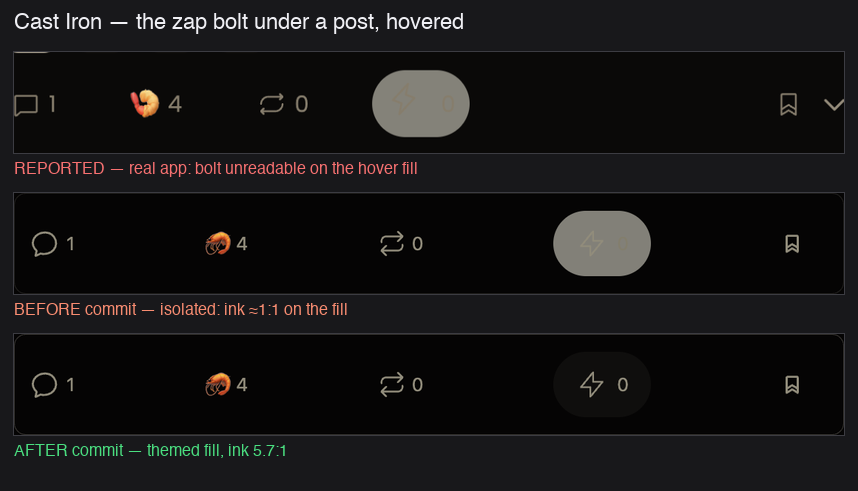 Cast Iron — the zap bolt under a post, hovered
1 4 0 0
REPORTED — real app: bolt unreadable on the hover fill
1 4 0
BEFORE commit — isolated: ink ≈1:1 on the fill
1 4 0 0
AFTER commit — themed fill, ink 5.7:1